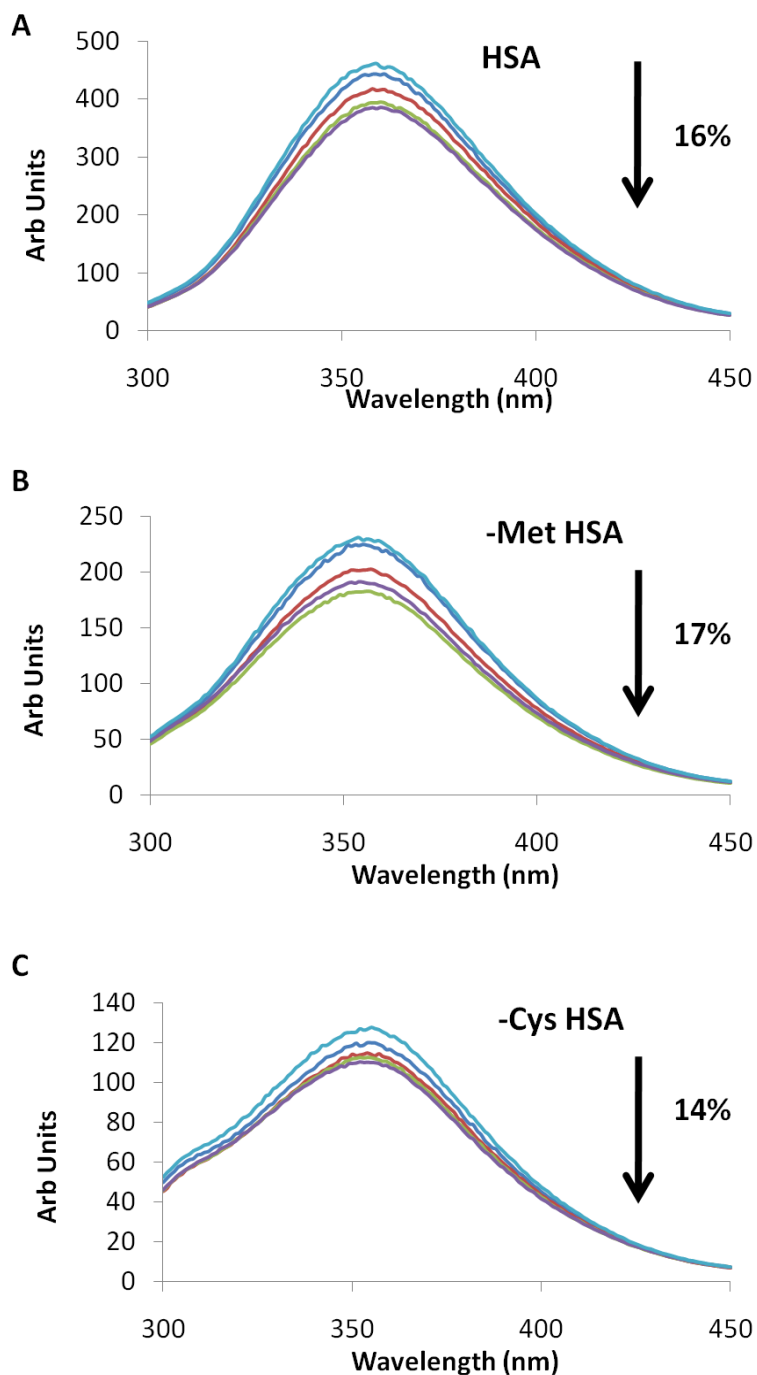 A
HSA
500
400
300
200
100
0
16%
Arb Units
300 350 400 450
Wavelength (nm)
B
-Met HSA
250
200
150
100
50
0
17%
Arb Units
300 350 400 450
Wavelength (nm)
C
-Cys HSA
140
120
100
80
60
40
20
0
14%
Arb Units
300 350 400 450
Wavelength (nm)